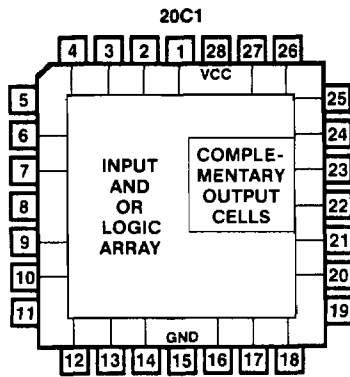 20C1
4 3 2 1 28 27 26
VCC
5 25
6 24
7 23
8 22
9 21
10 20
11 19
INPUT
AND
OR
LOGIC
ARRAY
COMPLE-
MENTARY
OUTPUT
CELLS
GND
12 13 14 15 16 17 18